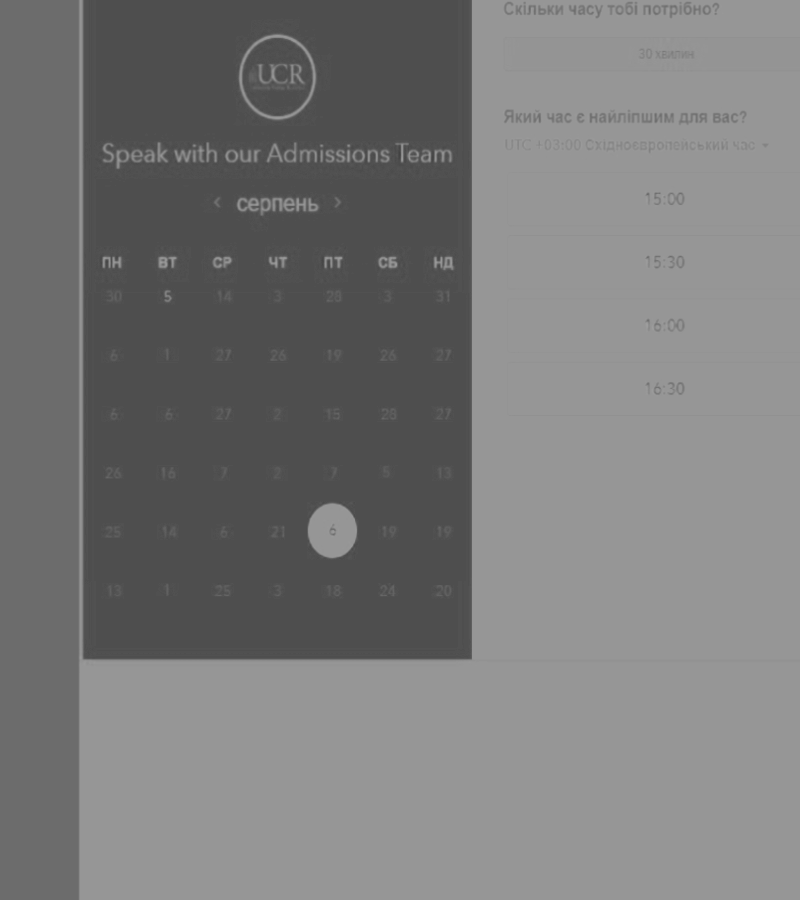 UCR
Speak with our Admissions Team
серпень
ПН ВТ СР ЧТ ПТ СБ НД
30 5 14 3 28 3 31
6 1 27 26 19 26 27
6 6 27 2 15 28 27
26 16 7 2 7 5 13
25 14 6 21 6 19 19
13 1 25 3 18 24 20
Скільки часу тобі потрібно?
30 хвилин
Який час є найліпшим для вас?
UTC +03:00 Східноєвропейський час
15:00
15:30
16:00
16:30